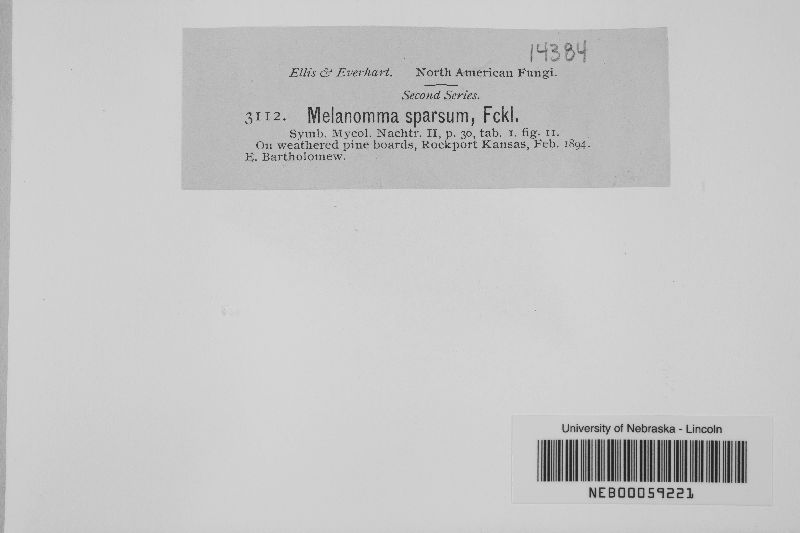 14384
Ellis & Everhart. North American Fungi.
Second Series.
3112. Melanomma sparsum, Fckl.
Symb. Mycol. Nachtr. II, p. 30, tab. 1. fig. 11.
On weathered pine boards, Rockport Kansas, Feb. 1894.
E. Bartholomew.
University of Nebraska - Lincoln
NEB00059221